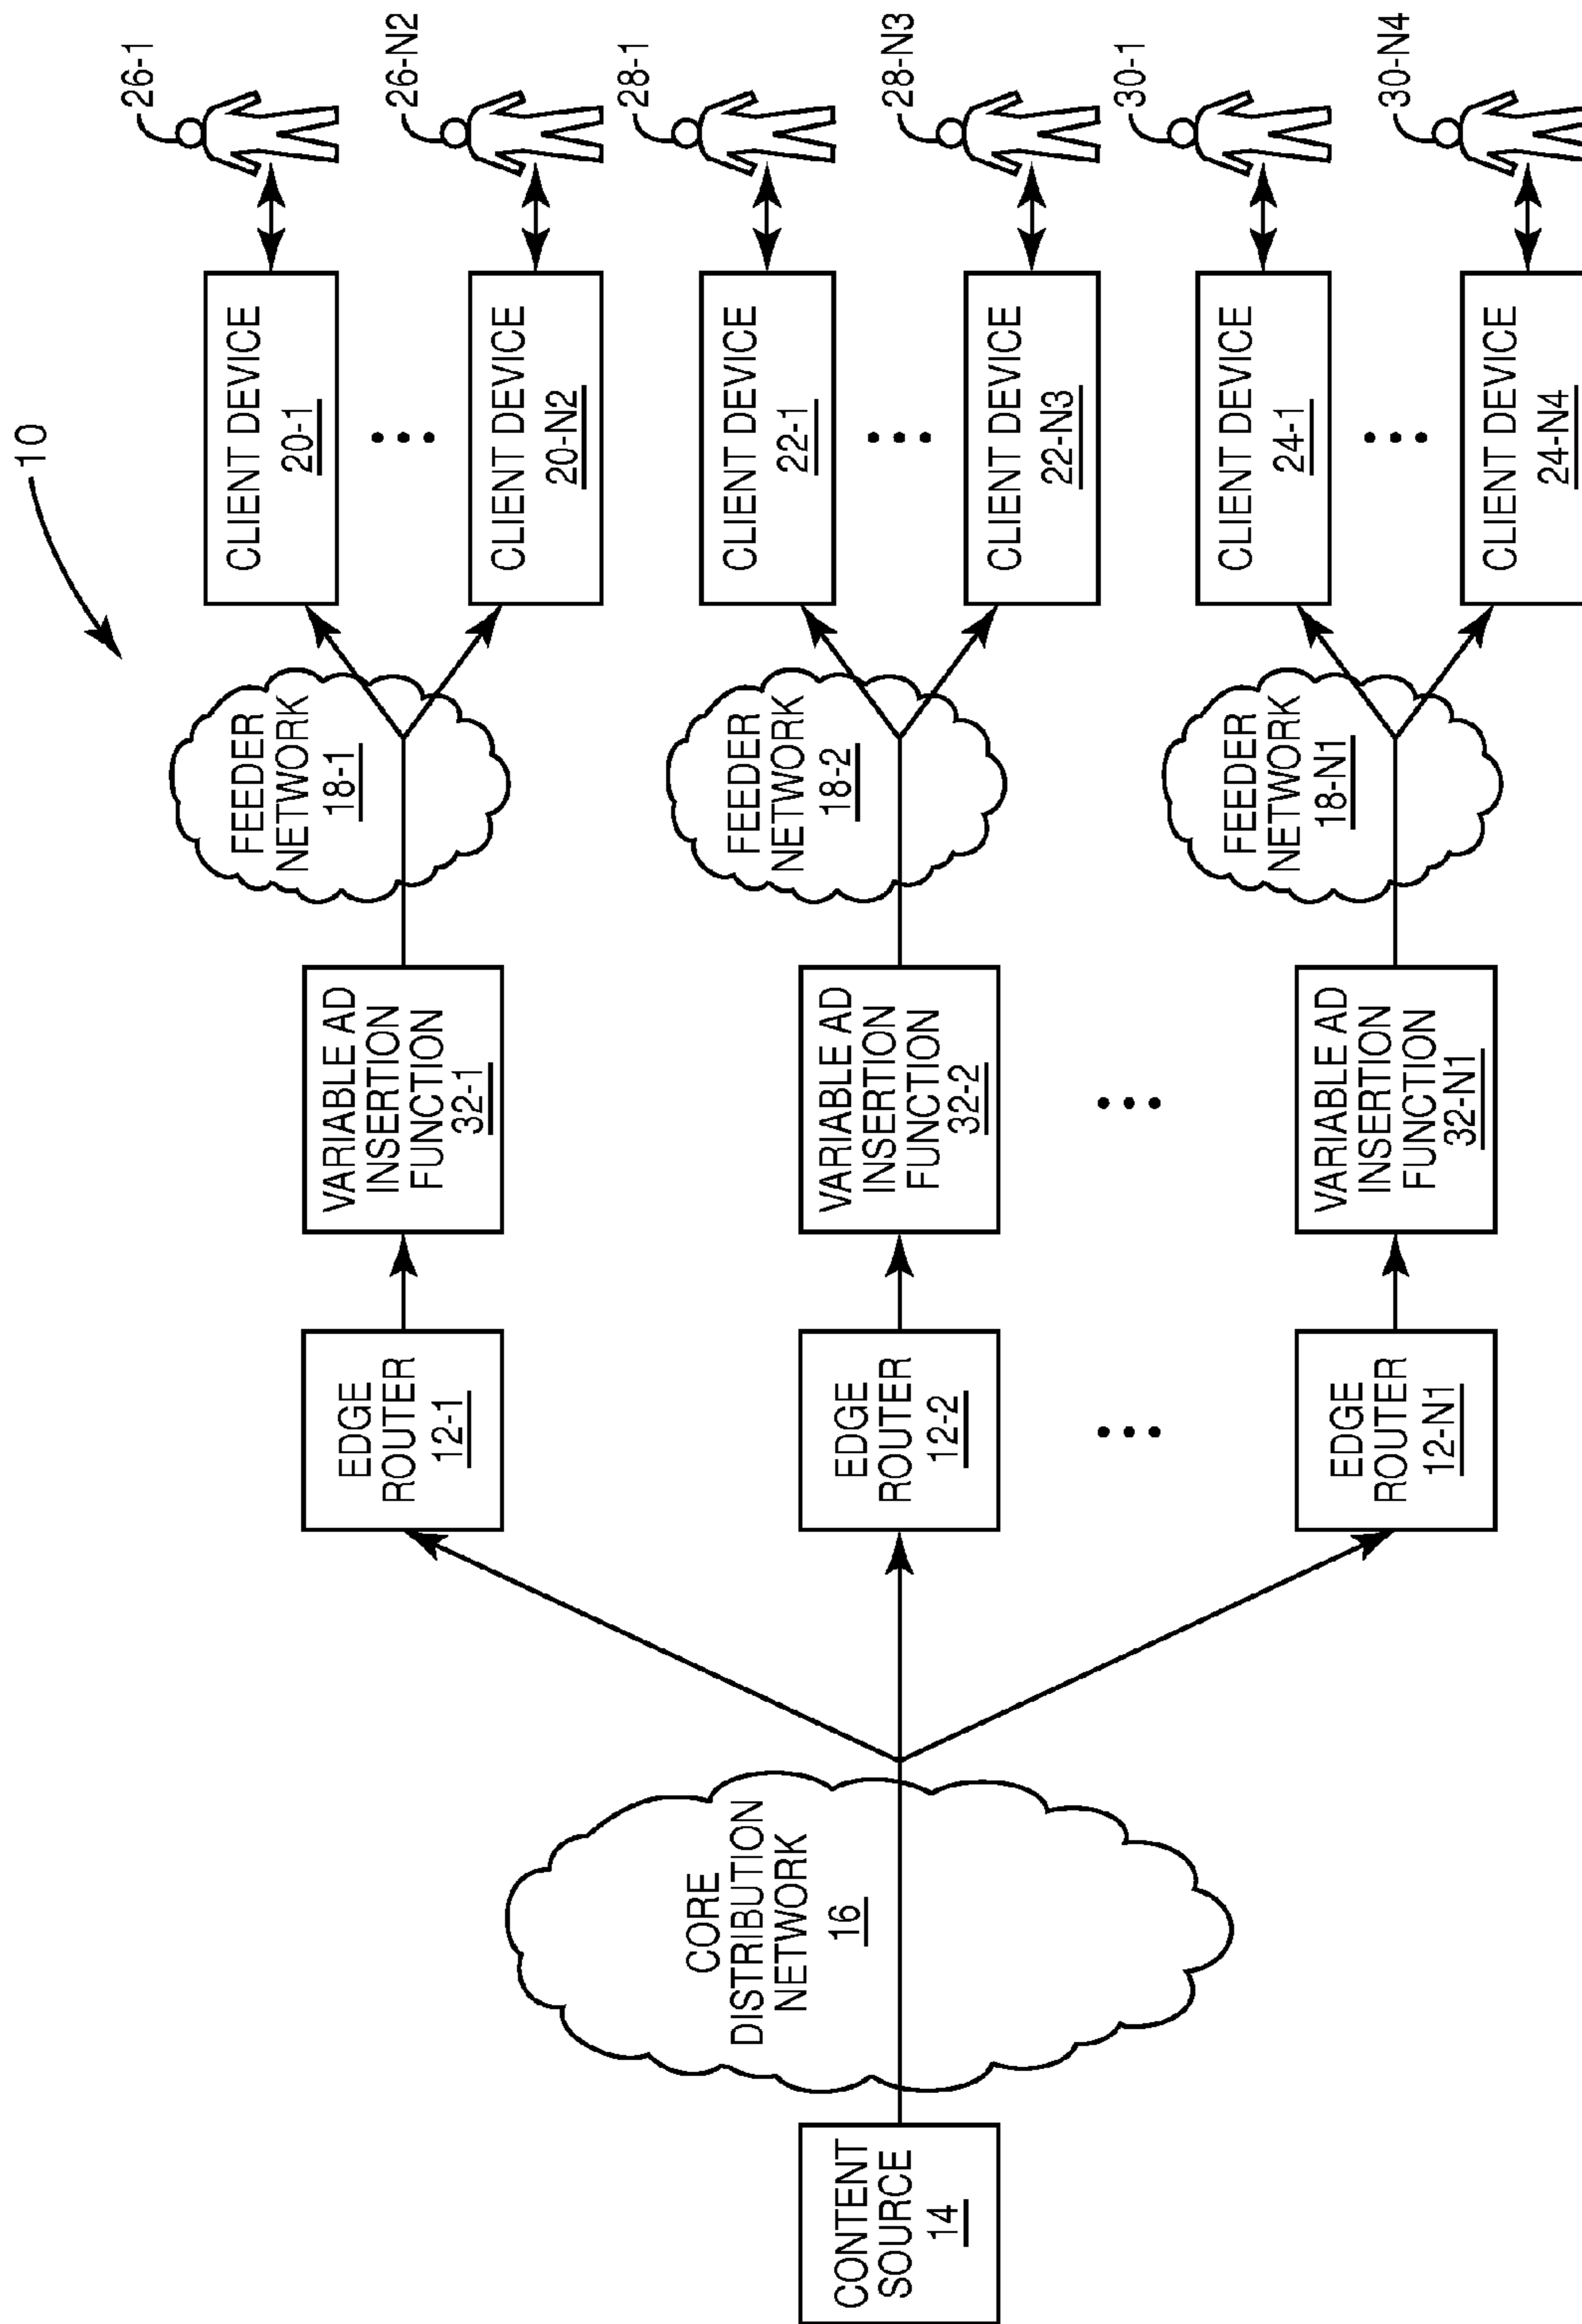 10
CONTENT
SOURCE
14
CORE
DISTRIBUTION
NETWORK
16
EDGE
ROUTER
12-1
VARIABLE AD
INSERTION
FUNCTION
32-1
FEEDER
NETWORK
18-1
CLIENT DEVICE
20-1
26-1
CLIENT DEVICE
20-N2
26-N2
EDGE
ROUTER
12-2
VARIABLE AD
INSERTION
FUNCTION
32-2
FEEDER
NETWORK
18-2
CLIENT DEVICE
22-1
28-1
CLIENT DEVICE
22-N3
28-N3
EDGE
ROUTER
12-N1
VARIABLE AD
INSERTION
FUNCTION
32-N1
FEEDER
NETWORK
18-N1
CLIENT DEVICE
24-1
30-1
CLIENT DEVICE
24-N4
30-N4